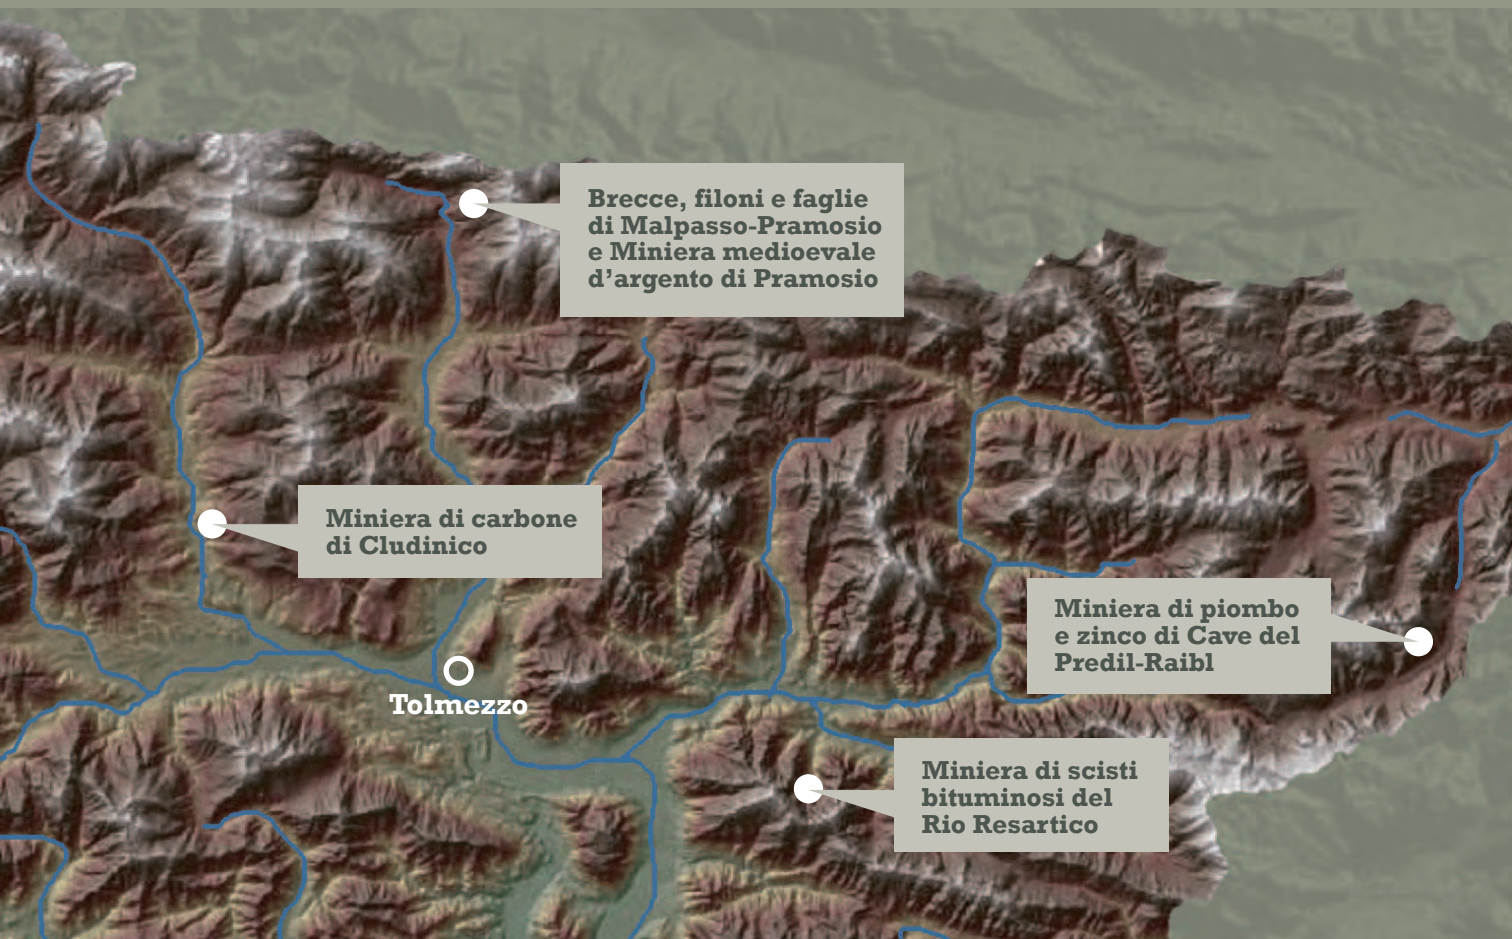 Brecce, filoni e faglie
di Malpasso-Pramosio
e Miniera medioevale
d’argento di Pramosio
Miniera di carbone
di Cludinico
Miniera di piombo
e zinco di Cave del
Predil-Raibl
Tolmezzo
Miniera di scisti
bituminosi del
Rio Resartico